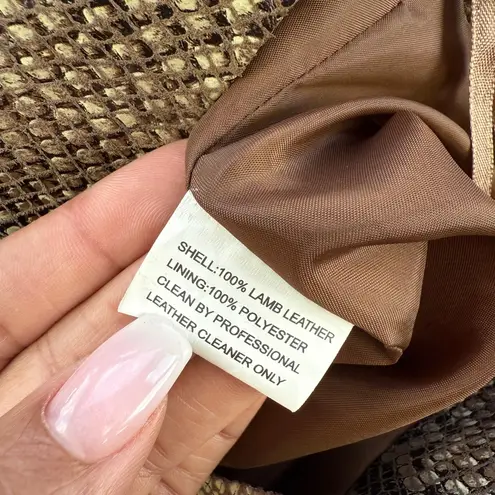 SHELL:100% LAMB LEATHER
LINING:100% POLYESTER
CLEAN BY PROFESSIONAL
LEATHER CLEANER ONLY